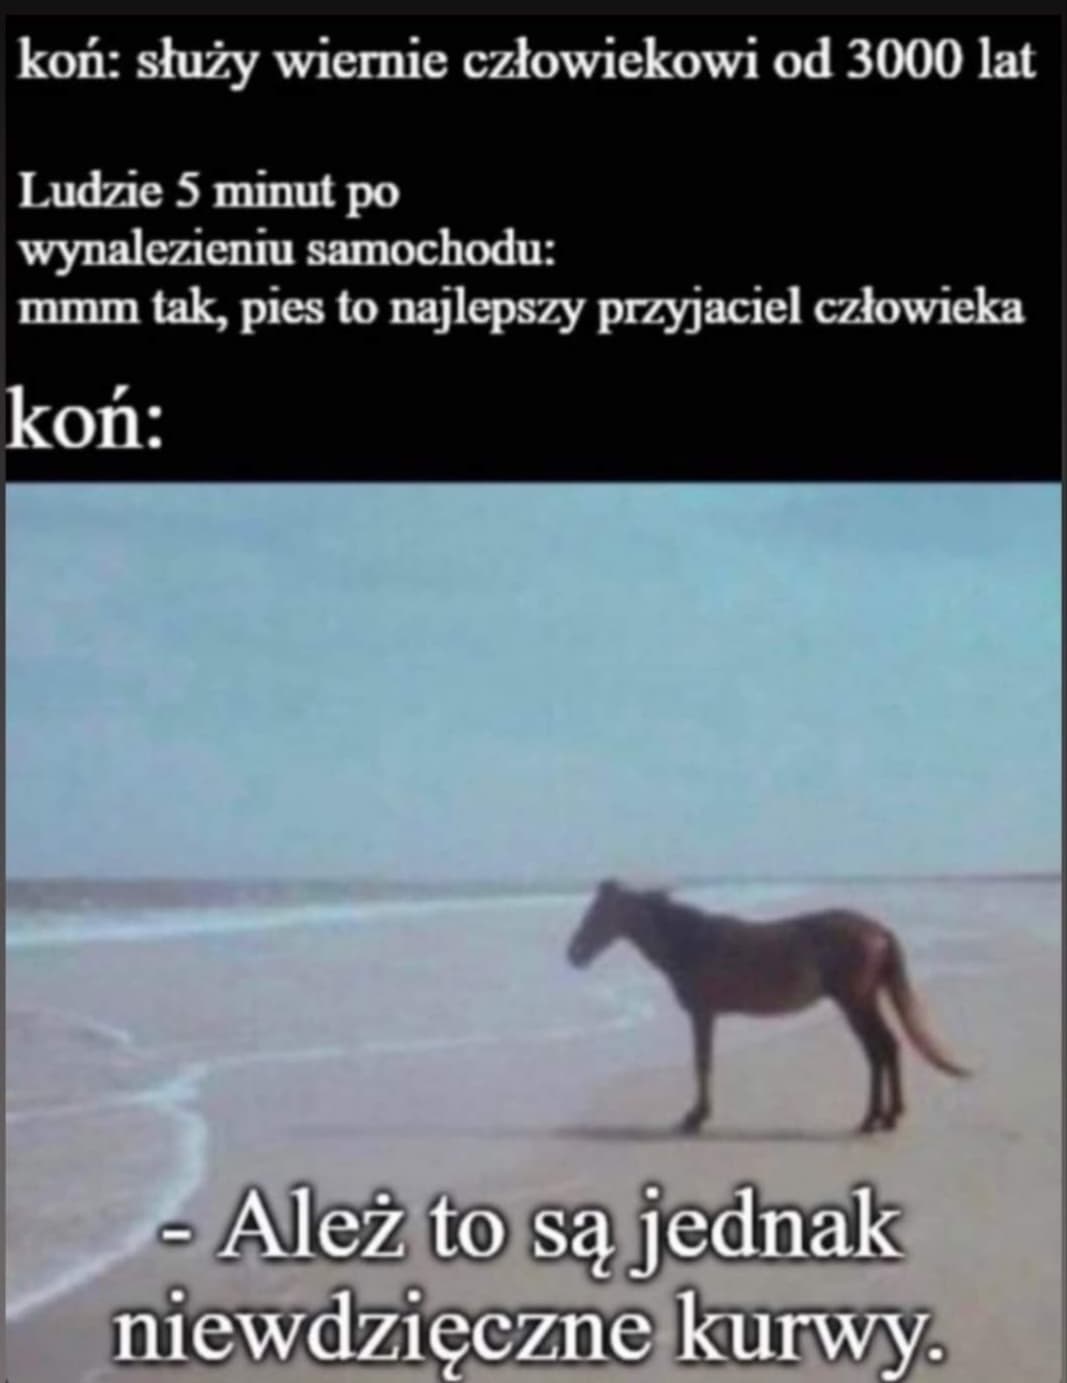 koń: służy wiernie człowiekowi od 3000 lat
Ludzie 5 minut po
wynalezieniu samochodu:
mmm tak, pies to najlepszy przyjaciel człowieka
koń:
- Ależ to są jednak
niewdzięczne kurwy.